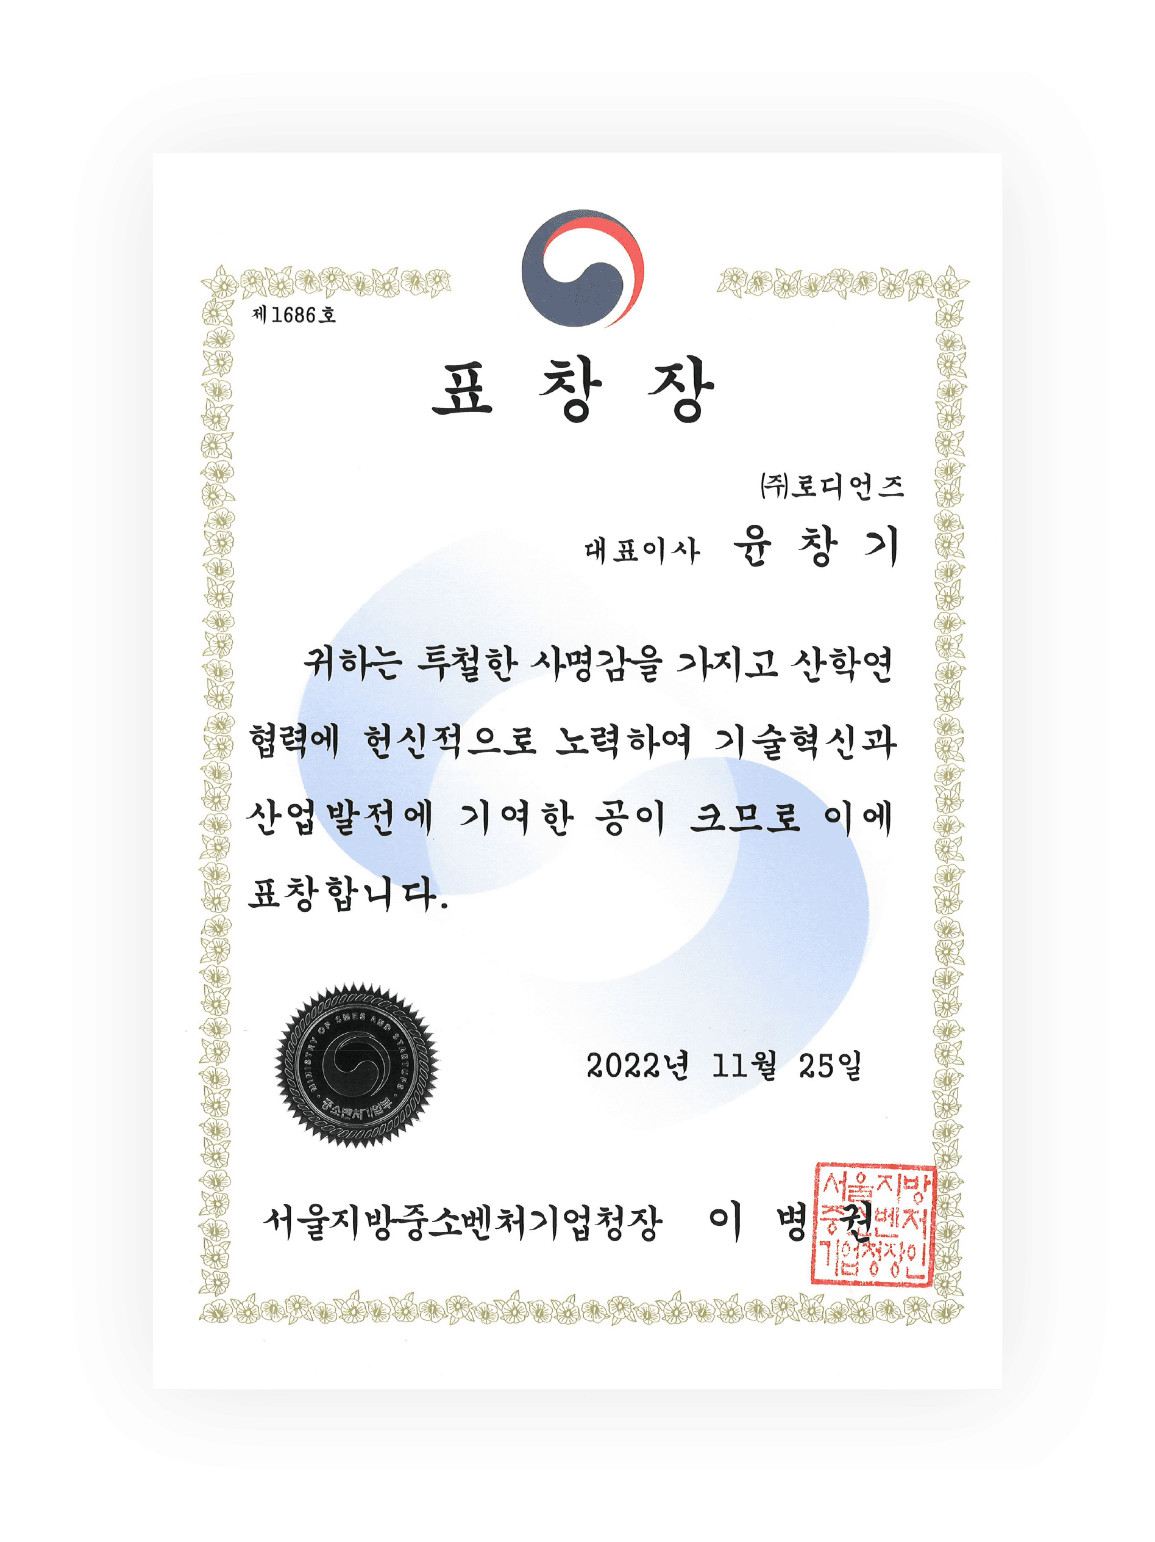 제1686호
표 창 장
㈜로디언즈
대표이사 윤 창 기
귀하는 투철한 사명감을 가지고 산학연
협력에 헌신적으로 노력하여 기술혁신과
산업발전에 기여한 공이 크므로 이에
표창합니다.
MINISTRY OF SMES AND STARTUPS
중소벤처기업부
2022년 11월 25일
서울지방중소벤처기업청장 이 병 권
서울지방
중소벤처
기업청장인